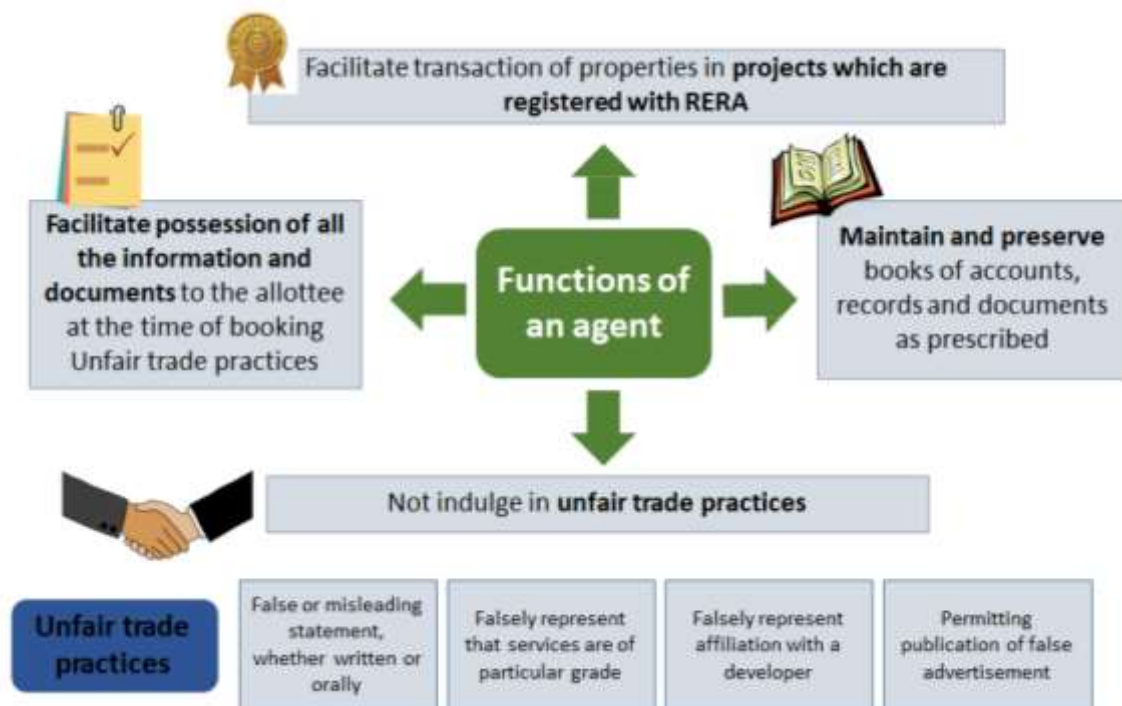 Facilitate transaction of properties in projects which are
registered with RERA
Facilitate possession of all
the information and
documents to the allottee
at the time of booking
Unfair trade practices
Functions of
an agent
Maintain and preserve
books of accounts,
records and documents
as prescribed
Not indulge in unfair trade practices
Unfair trade
practices
False or misleading
statement,
whether written or
orally
Falsely represent
that services are of
particular grade
Falsely represent
affiliation with a
developer
Permitting
publication of false
advertisement